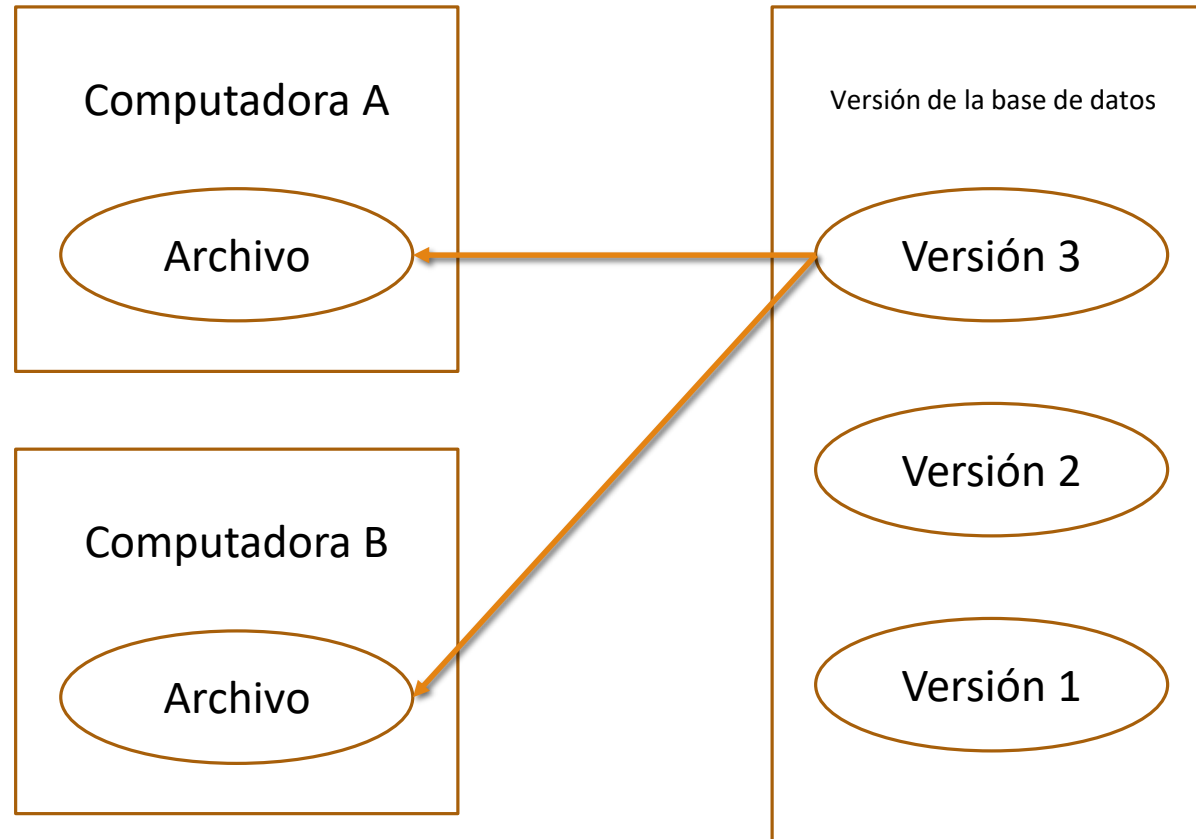 Computadora A
Archivo
Computadora B
Archivo
Versión de la base de datos
Versión 3
Versión 2
Versión 1